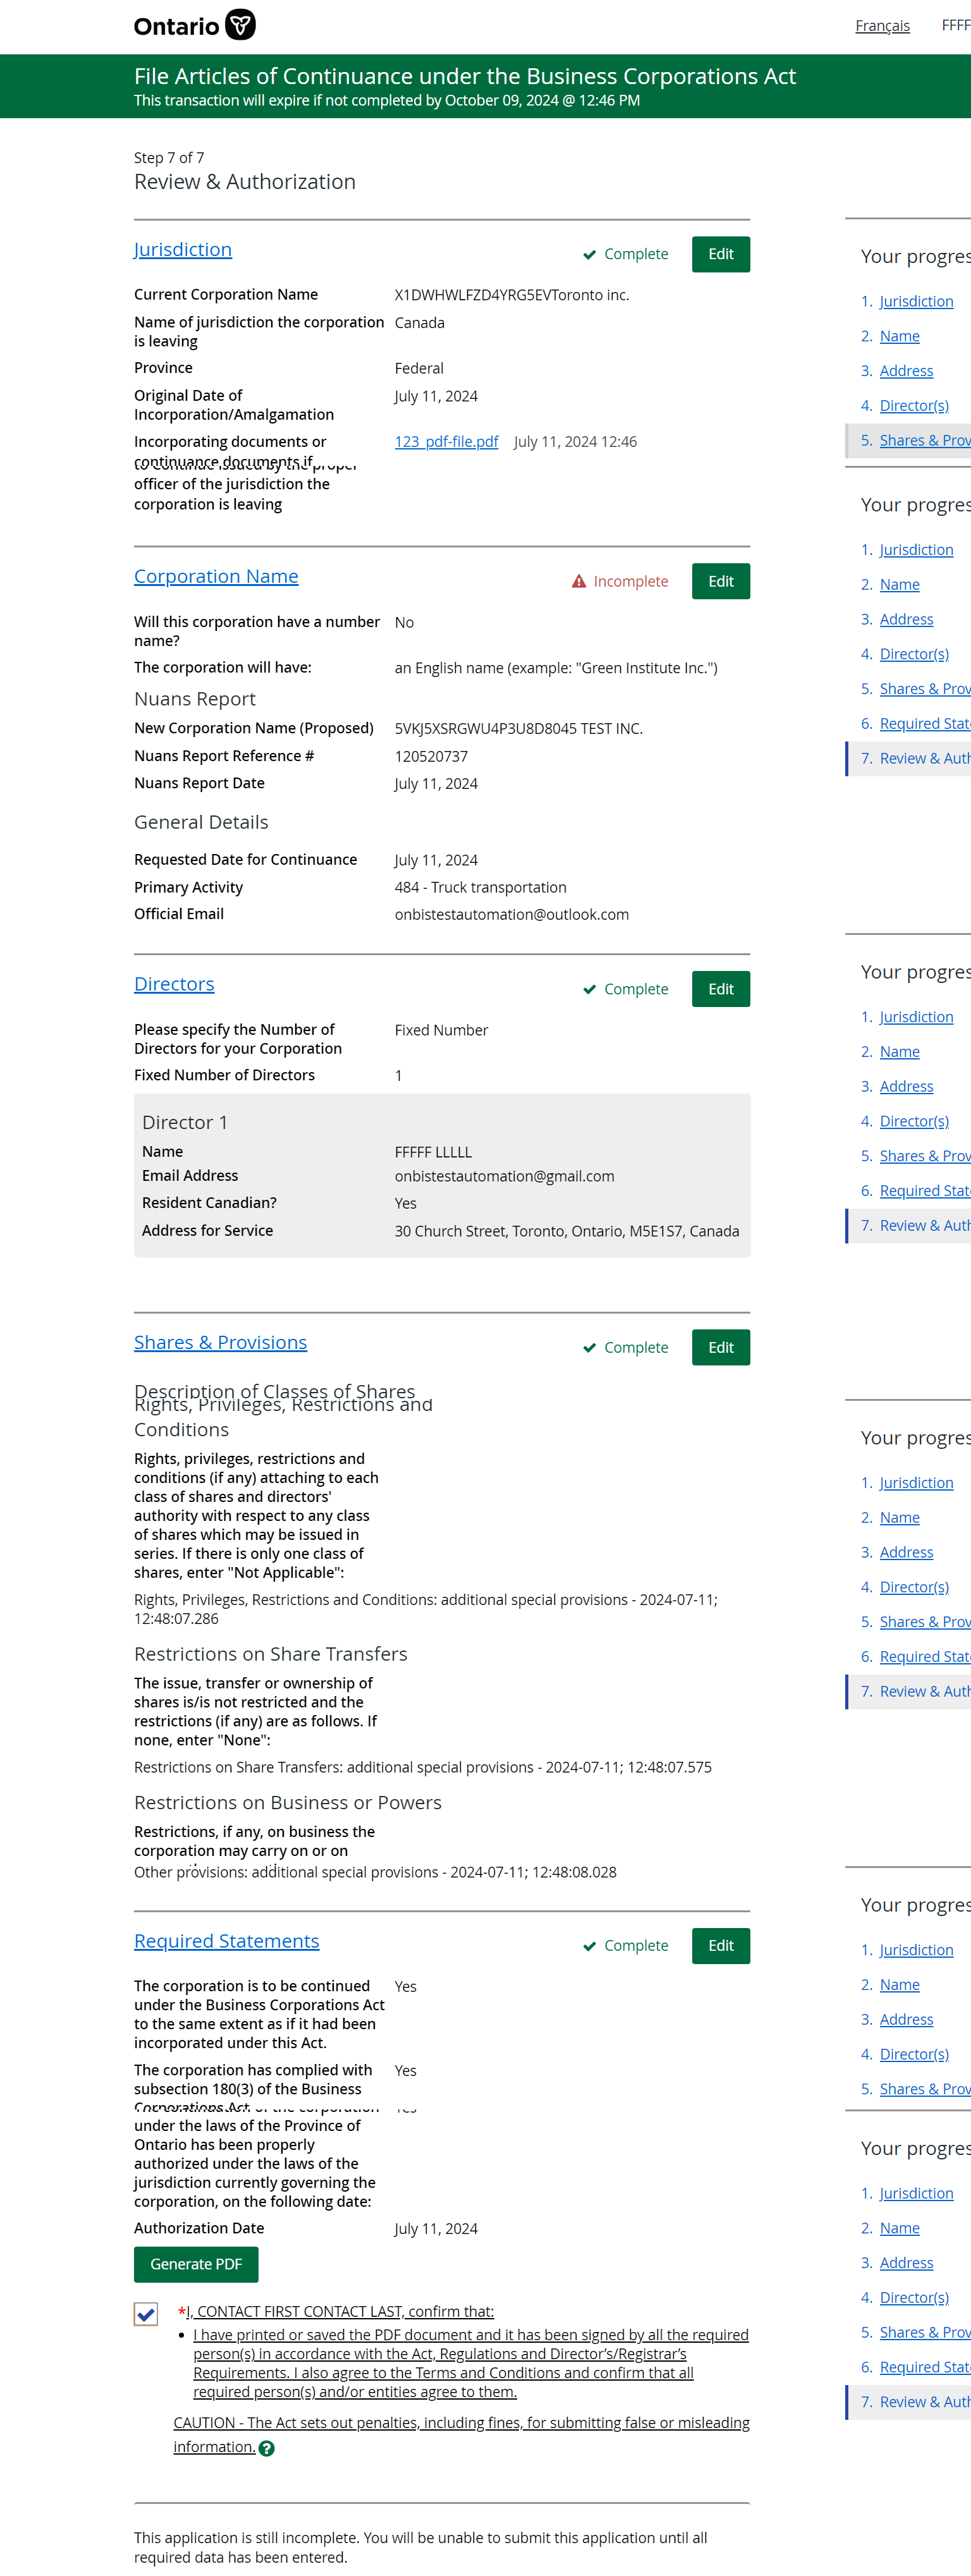 Ontario
Français FFFF
File Articles of Continuance under the Business Corporations Act
This transaction will expire if not completed by October 09, 2024 @ 12:46 PM
Step 7 of 7
Review & Authorization
Jurisdiction
Complete
Edit
Current Corporation Name X1DWHWLFZD4YRG5EVToronto inc.
Name of jurisdiction the corporation Canada
is leaving
Province Federal
Original Date of July 11, 2024
Incorporation/Amalgamation
Incorporating documents or 123_pdf-file.pdf July 11, 2024 12:46
continuance documents if
proper
officer of the jurisdiction the
corporation is leaving
Your progres
1. Jurisdiction
2. Name
3. Address
4. Director(s)
5. Shares & Prov
Corporation Name
Incomplete
Edit
Will this corporation have a number No
name?
The corporation will have: an English name (example: "Green Institute Inc.")
Nuans Report
New Corporation Name (Proposed) 5VKJ5XSRGWU4P3U8D8045 TEST INC.
Nuans Report Reference # 120520737
Nuans Report Date July 11, 2024
General Details
Requested Date for Continuance July 11, 2024
Primary Activity 484 - Truck transportation
Official Email onbistestautomation@outlook.com
Your progres
1. Jurisdiction
2. Name
3. Address
4. Director(s)
5. Shares & Prov
6. Required State
7. Review & Auth
Directors
Complete
Edit
Please specify the Number of Fixed Number
Directors for your Corporation
Fixed Number of Directors 1
Director 1
Name FFFFF LLLLL
Email Address onbistestautomation@gmail.com
Resident Canadian? Yes
Address for Service 30 Church Street, Toronto, Ontario, M5E1S7, Canada
Your progres
1. Jurisdiction
2. Name
3. Address
4. Director(s)
5. Shares & Prov
6. Required State
7. Review & Auth
Shares & Provisions
Complete
Edit
Description of Classes of Shares
Rights, Privileges, Restrictions and
Conditions
Rights, privileges, restrictions and
conditions (if any) attaching to each
class of shares and directors'
authority with respect to any class
of shares which may be issued in
series. If there is only one class of
shares, enter "Not Applicable":
Rights, Privileges, Restrictions and Conditions: additional special provisions - 2024-07-11;
12:48:07.286
Restrictions on Share Transfers
The issue, transfer or ownership of
shares is/is not restricted and the
restrictions (if any) are as follows. If
none, enter "None":
Restrictions on Share Transfers: additional special provisions - 2024-07-11; 12:48:07.575
Restrictions on Business or Powers
Restrictions, if any, on business the
corporation may carry on or on
Other provisions: additional special provisions - 2024-07-11; 12:48:08.028
Your progres
1. Jurisdiction
2. Name
3. Address
4. Director(s)
5. Shares & Prov
6. Required State
7. Review & Auth
Required Statements
Complete
Edit
The corporation is to be continued Yes
under the Business Corporations Act
to the same extent as if it had been
incorporated under this Act.
The corporation has complied with Yes
subsection 180(3) of the Business
Corporations Act
of the corporation Yes
under the laws of the Province of
Ontario has been properly
authorized under the laws of the
jurisdiction currently governing the
corporation, on the following date:
Authorization Date July 11, 2024
Generate PDF
Your progres
1. Jurisdiction
2. Name
3. Address
4. Director(s)
5. Shares & Prov
Your progres
1. Jurisdiction
2. Name
3. Address
4. Director(s)
5. Shares & Prov
6. Required State
7. Review & Auth
*I, CONTACT FIRST CONTACT LAST, confirm that:
• I have printed or saved the PDF document and it has been signed by all the required
person(s) in accordance with the Act, Regulations and Director's/Registrar's
Requirements. I also agree to the Terms and Conditions and confirm that all
required person(s) and/or entities agree to them.
CAUTION - The Act sets out penalties, including fines, for submitting false or misleading
information. ?
This application is still incomplete. You will be unable to submit this application until all
required data has been entered.